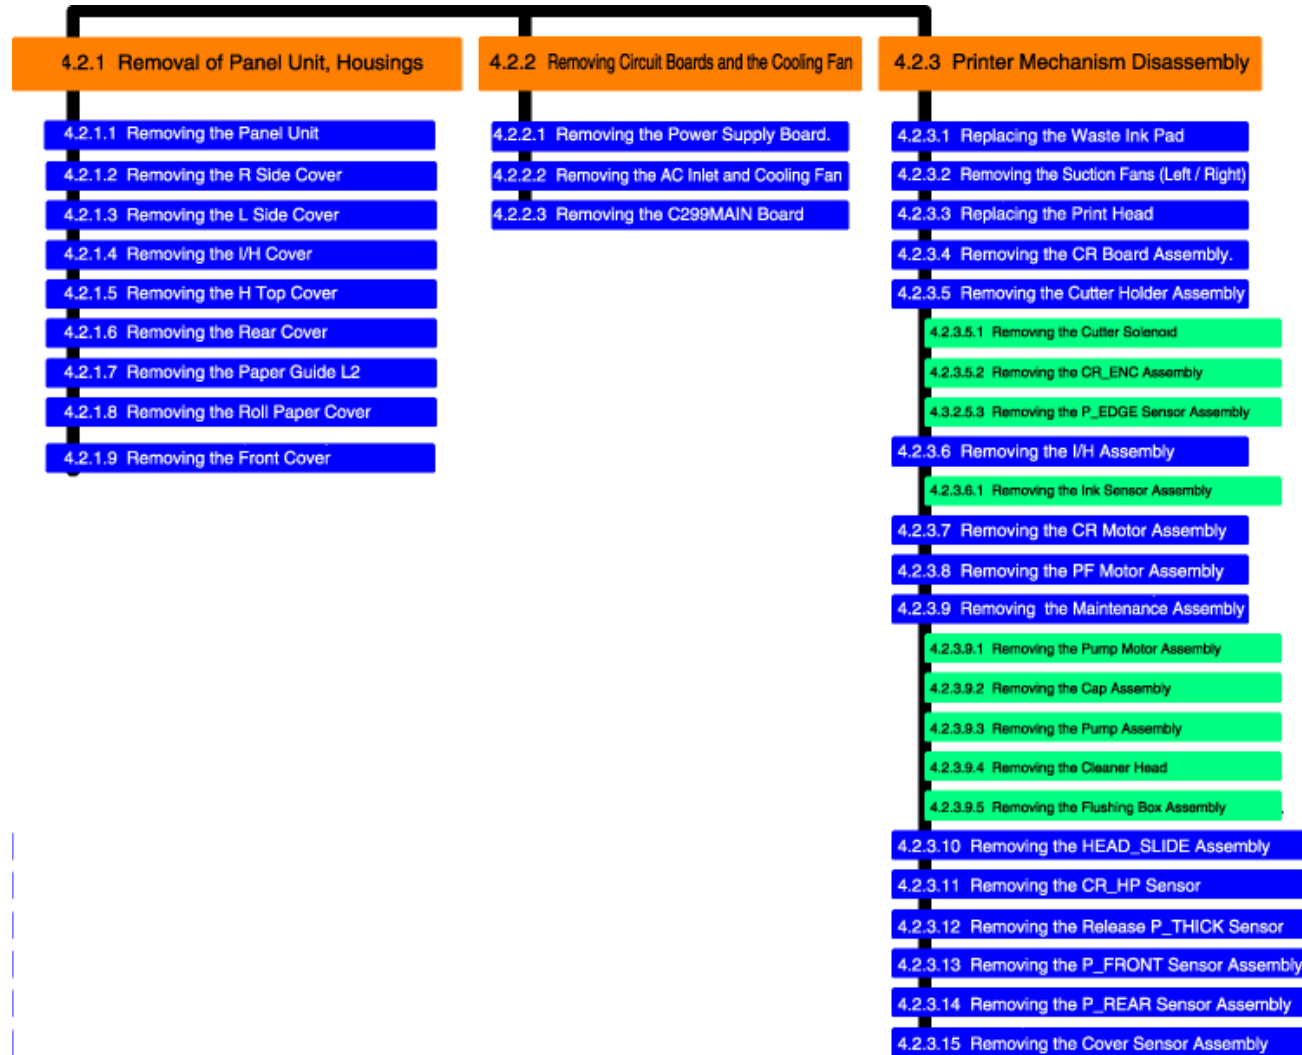 4.2.1 Removal of Panel Unit, Housings
4.2.1.1 Removing the Panel Unit
4.2.1.2 Removing the R Side Cover
4.2.1.3 Removing the L Side Cover
4.2.1.4 Removing the I/H Cover
4.2.1.5 Removing the H Top Cover
4.2.1.6 Removing the Rear Cover
4.2.1.7 Removing the Paper Guide L2
4.2.1.8 Removing the Roll Paper Cover
4.2.1.9 Removing the Front Cover
4.2.2 Removing Circuit Boards and the Cooling Fan
4.2.2.1 Removing the Power Supply Board.
4.2.2.2 Removing the AC Inlet and Cooling Fan
4.2.2.3 Removing the C299MAIN Board
4.2.3 Printer Mechanism Disassembly
4.2.3.1 Replacing the Waste Ink Pad
4.2.3.2 Removing the Suction Fans (Left / Right)
4.2.3.3 Replacing the Print Head
4.2.3.4 Removing the CR Board Assembly.
4.2.3.5 Removing the Cutter Holder Assembly
4.2.3.5.1 Removing the Cutter Solenoid
4.2.3.5.2 Removing the CR_ENC Assembly
4.3.2.5.3 Removing the P_EDGE Sensor Assembly
4.2.3.6 Removing the I/H Assembly
4.2.3.6.1 Removing the Ink Sensor Assembly
4.2.3.7 Removing the CR Motor Assembly
4.2.3.8 Removing the PF Motor Assembly
4.2.3.9 Removing the Maintenance Assembly
4.2.3.9.1 Removing the Pump Motor Assembly
4.2.3.9.2 Removing the Cap Assembly
4.2.3.9.3 Removing the Pump Assembly
4.2.3.9.4 Removing the Cleaner Head
4.2.3.9.5 Removing the Flushing Box Assembly .
4.2.3.10 Removing the HEAD_SLIDE Assembly
4.2.3.11 Removing the CR_HP Sensor
4.2.3.12 Removing the Release P_THICK Sensor
4.2.3.13 Removing the P_FRONT Sensor Assembly
4.2.3.14 Removing the P_REAR Sensor Assembly
4.2.3.15 Removing the Cover Sensor Assembly